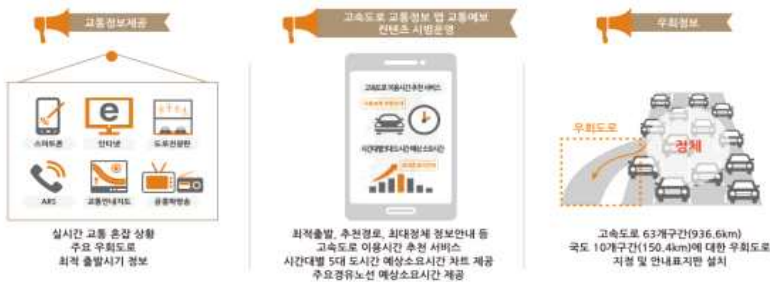 교통정보제공
스마트폰
인터넷
도로전광판
ARS
교통안내지도
공중파방송
실시간 교통 혼잡 상황
주요 우회도로
최적 출발시기 정보
고속도로 교통정보 앱 교통예보
컨텐츠 시범운영
고속도로 이용시간 추천 서비스
시간대별 5대 도시간 예상 소요시간
최적출발, 추천경로, 최대정체 정보안내 등
고속도로 이용시간 추천 서비스
시간대별 5대 도시간 예상소요시간 차트 제공
주요경유노선 예상소요시간 제공
우회정보
우회도로
정체
고속도로 63개구간(936.6km)
국도 10개구간(150.4km)에 대한 우회도로
지정 및 안내표지판 설치